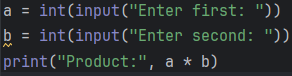 a = int(input("Enter first: "))
b = int(input("Enter second: "))
print("Product:", a * b)